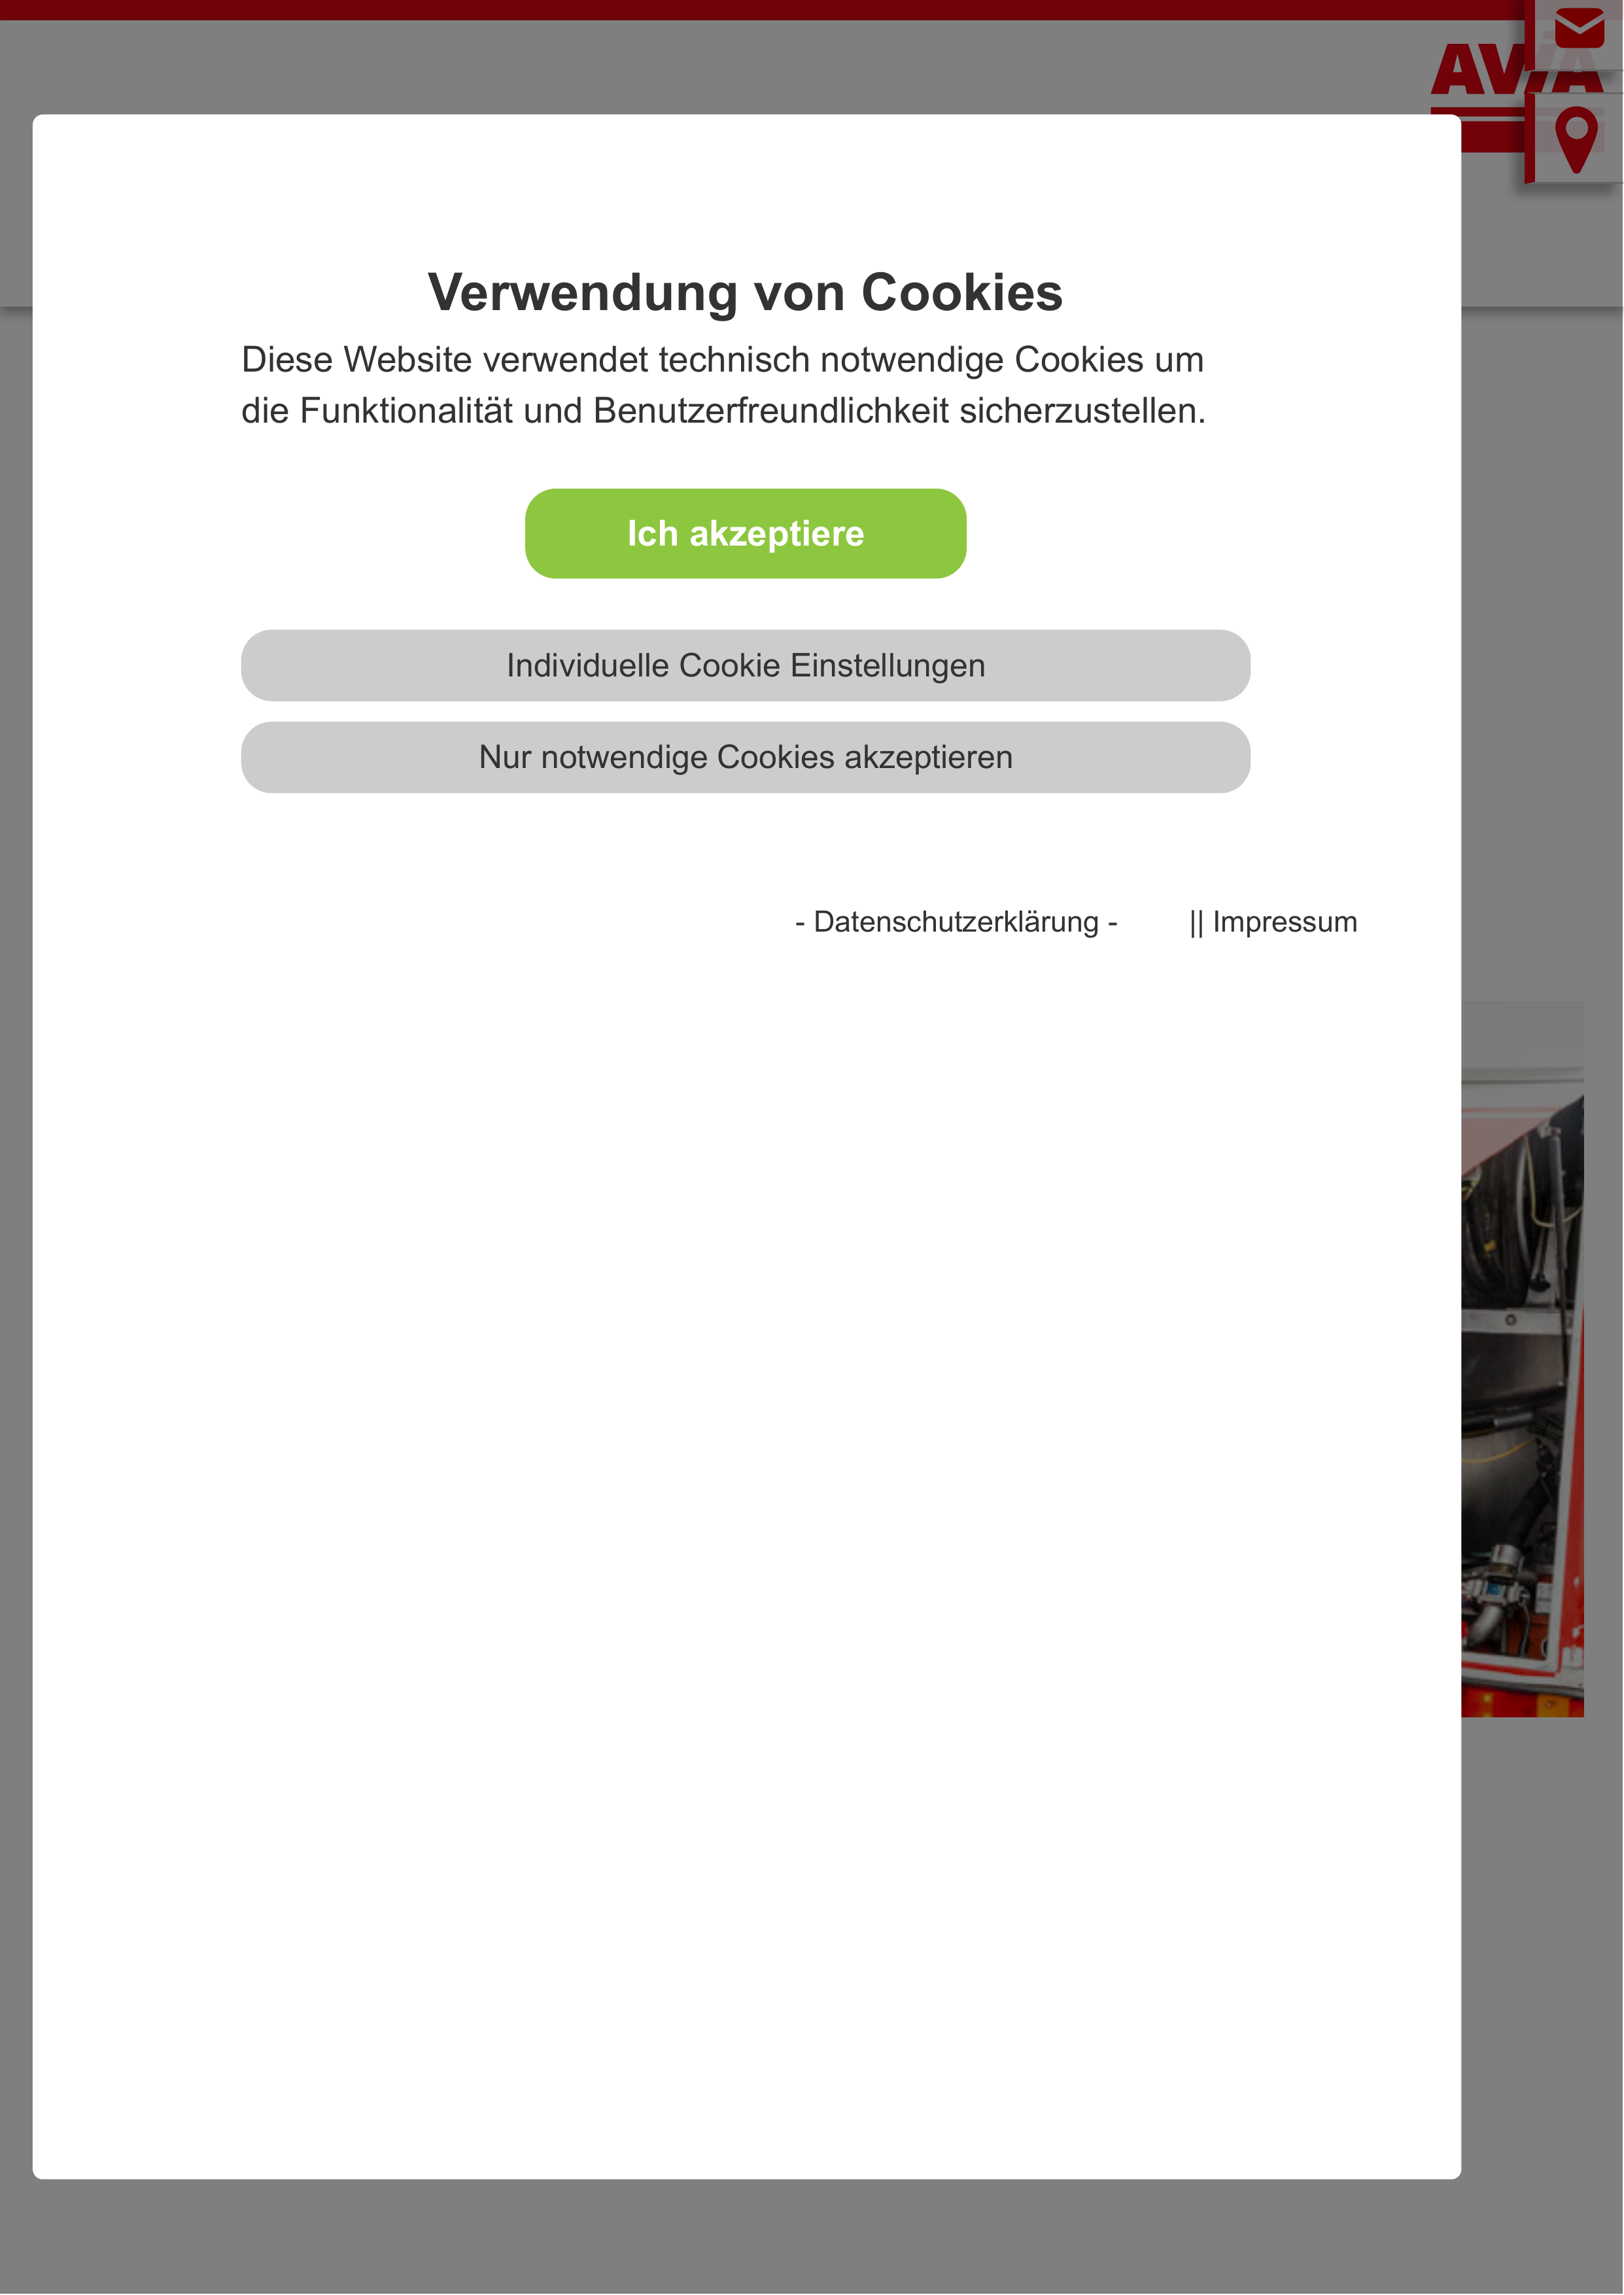 AVIA
Verwendung von Cookies
Diese Website verwendet technisch notwendige Cookies um
die Funktionalität und Benutzerfreundlichkeit sicherzustellen.
Ich akzeptiere
Individuelle Cookie Einstellungen
Nur notwendige Cookies akzeptieren
- Datenschutzerklärung - || Impressum